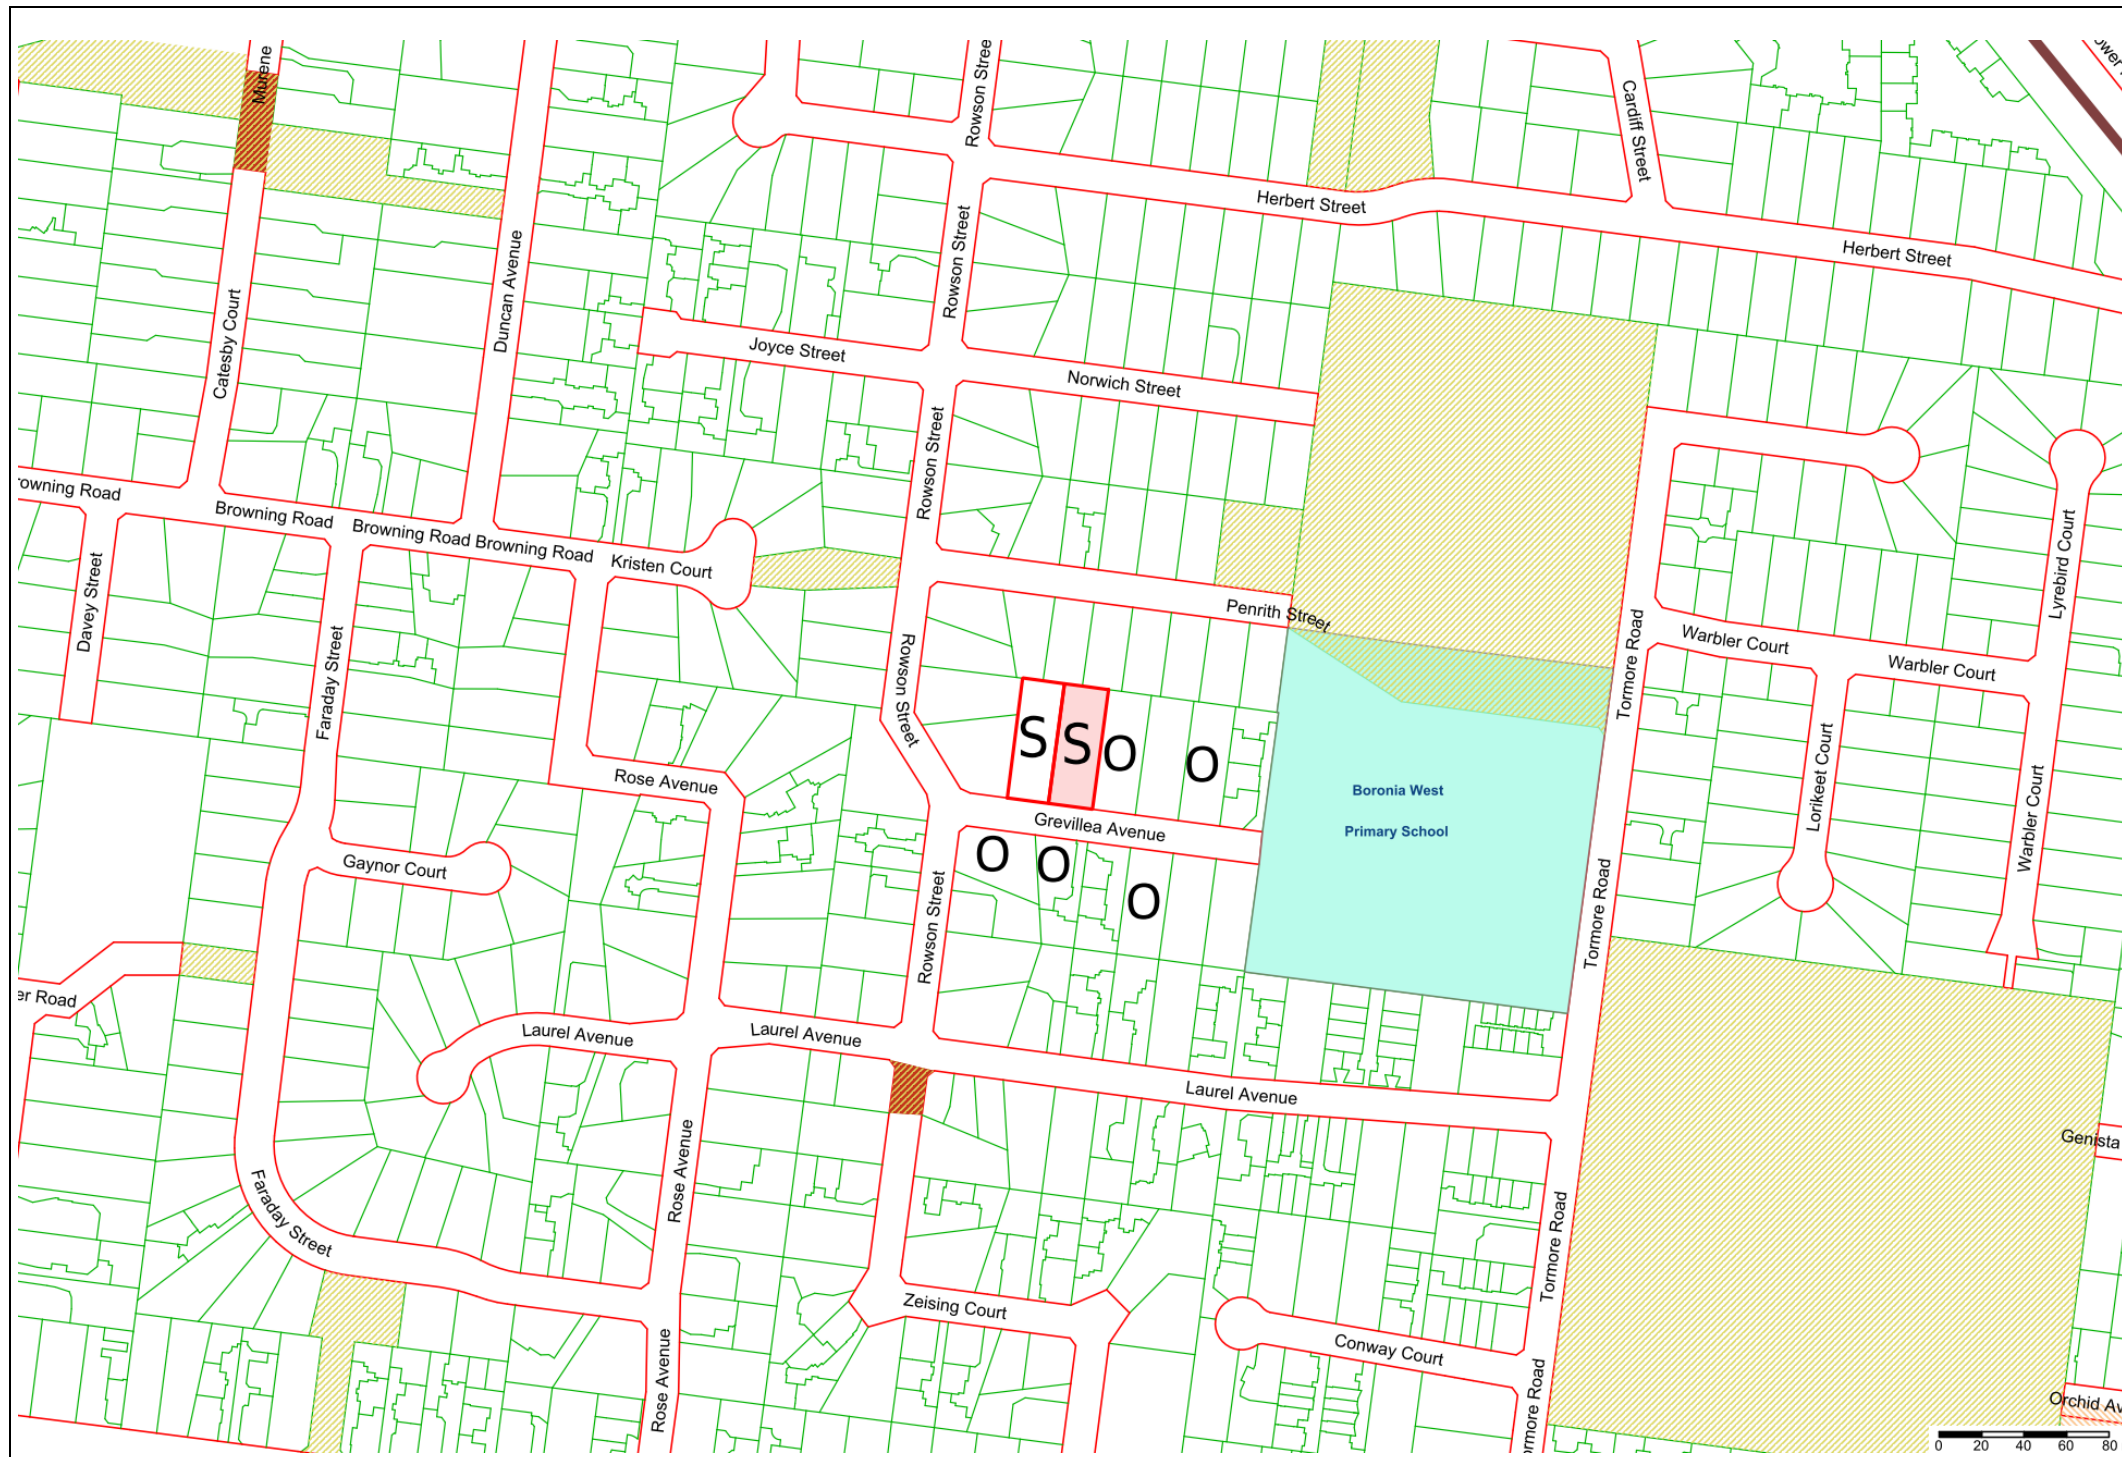 Murene
Rowson Street
Rowson Stree
Cardiff Street
Herbert Street
Herbert Street
Catesby Court
Duncan Avenue
Rowson Street
Joyce Street
Norwich Street
Rowson Street
rowning Road
Browning Road
Browning Road
Browning Road
Kristen Court
Davey Street
Faraday Street
Penrith Street
Rowson Street
Tormore Road
Lyrebird Court
Warbler Court
Warbler Court
Lorikeet Court
Warbler Court
S
S
O
O
Boronia West
Primary School
Rose Avenue
Grevillea Avenue
O
O
O
Gaynor Court
Rowson Street
Tormore Road
er Road
Laurel Avenue
Laurel Avenue
Laurel Avenue
Genista
Rose Avenue
Faraday Street
Tormore Road
Zeising Court
Conway Court
Rose Avenue
ormore Road
Orchid Av
0 20 40 60 80